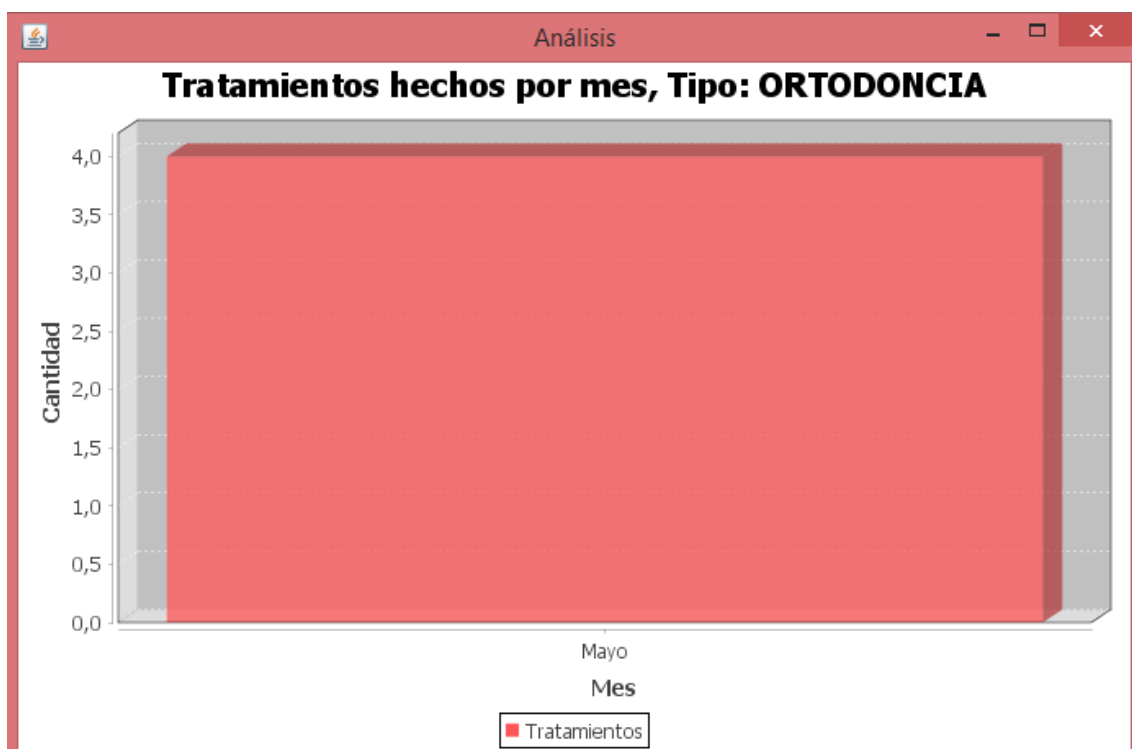 Análisis
Tratamientos hechos por mes, Tipo: ORTODONCIA
4,0
3,5
3,0
2,5
2,0
1,5
1,0
0,5
0,0
Cantidad
Mayo
Mes
Tratamientos